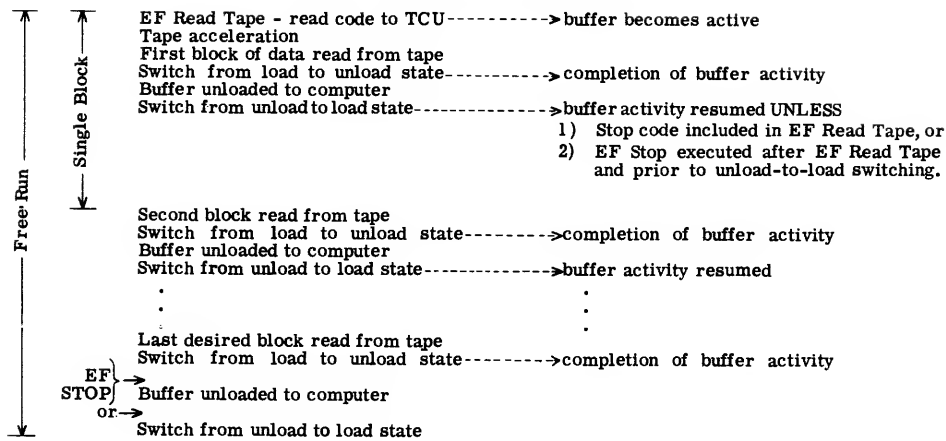 EF Read Tape - read code to TCU----------> buffer becomes active
Tape acceleration
First block of data read from tape
Switch from load to unload state----------> completion of buffer activity
Buffer unloaded to computer
Switch from unload to load state----------> buffer activity resumed UNLESS
1) Stop code included in EF Read Tape, or
2) EF Stop executed after EF Read Tape
and prior to unload-to-load switching.
Single Block
Free Run
Second block read from tape
Switch from load to unload state---------->completion of buffer activity
Buffer unloaded to computer
Switch from unload to load state---------->buffer activity resumed
Last desired block read from tape
Switch from load to unload state---------->completion of buffer activity
EF
STOP
Buffer unloaded to computer
or
Switch from unload to load state